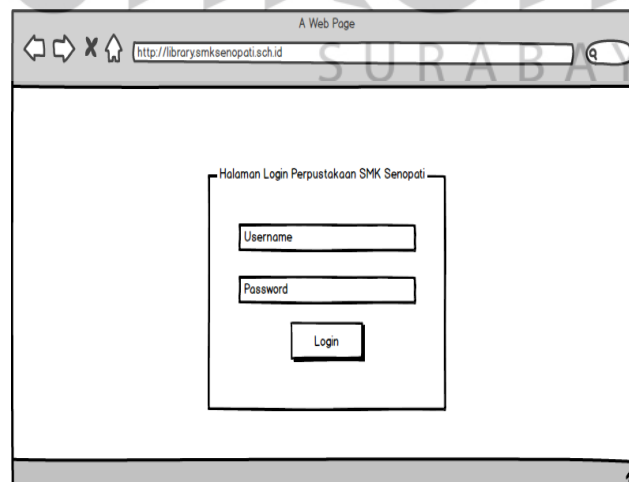 A Web Page
http://library.smksenopati.sch.id
SURABAY
Halaman Login Perpustakaan SMK Senopati
Username
Password
Login